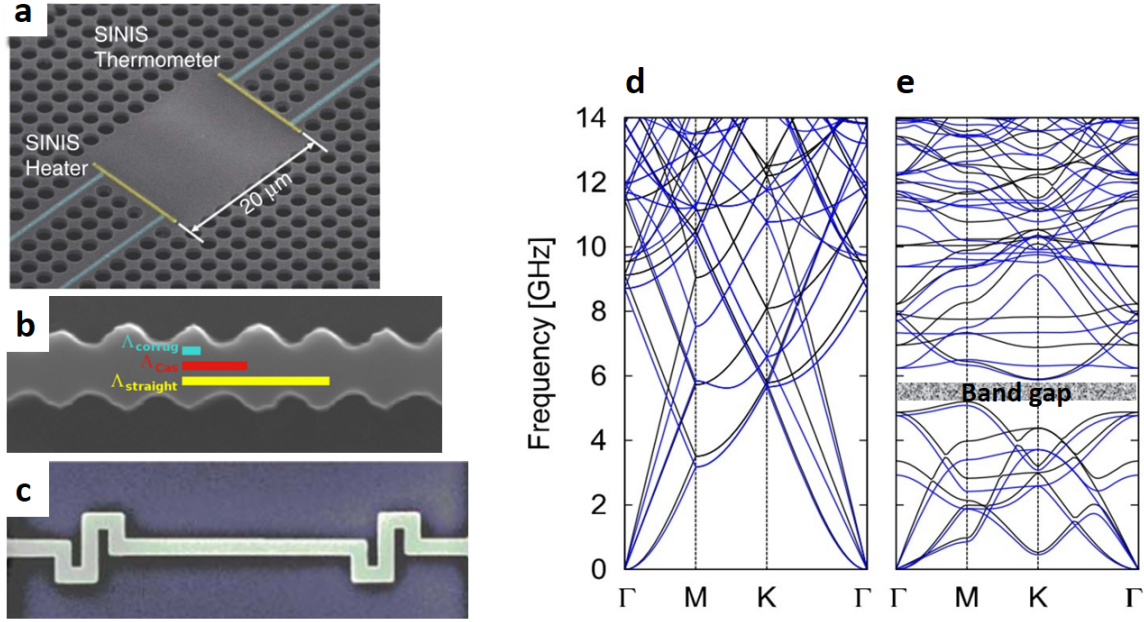 a
SINIS
Thermometer
SINIS
Heater
20 μm
b
Λcorrug
ΛCas
Λstraight
c
d
Frequency [GHz]
14
12
10
8
6
4
2
0
Γ
M
K
Γ
e
Band gap
Γ
M
K
Γ